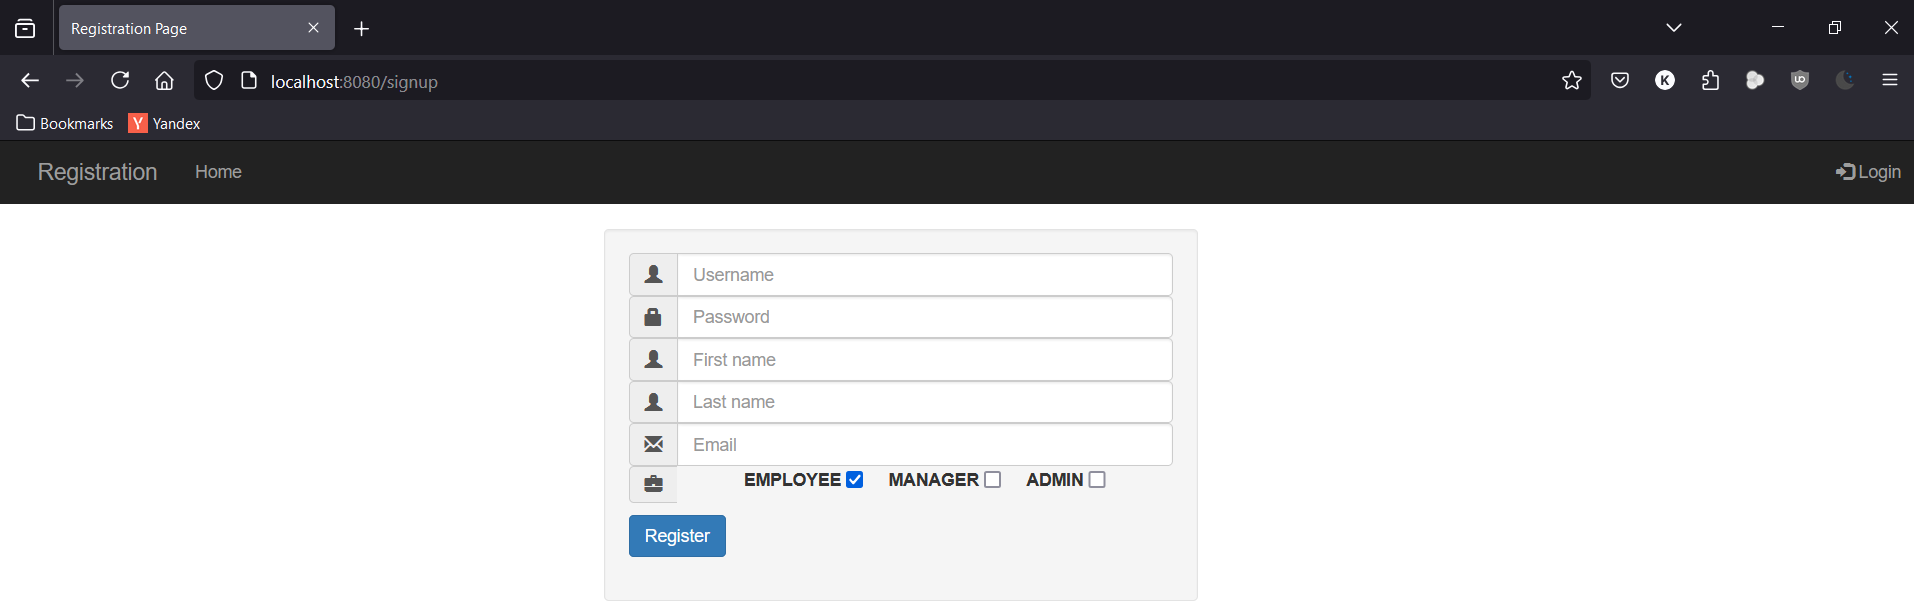 Registration Page
localhost:8080/signup
K
Bookmarks
Y Yandex
Registration Home Login
Username
Password
First name
Last name
Email
EMPLOYEE MANAGER ADMIN
Register